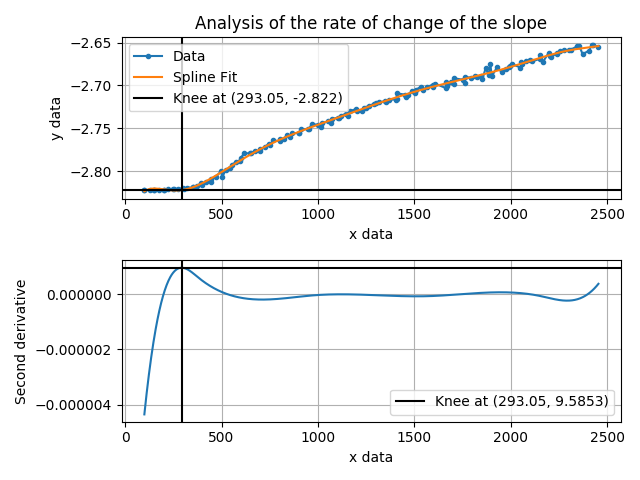 Analysis of the rate of change of the slope
−2.65
−2.70
−2.75
−2.80
y data
Data
Spline Fit
Knee at (293.05, -2.822)
0 500 1000 1500 2000 2500
x data
0.000000
−0.000002
−0.000004
Second derivative
Knee at (293.05, 9.5853)
0 500 1000 1500 2000 2500
x data